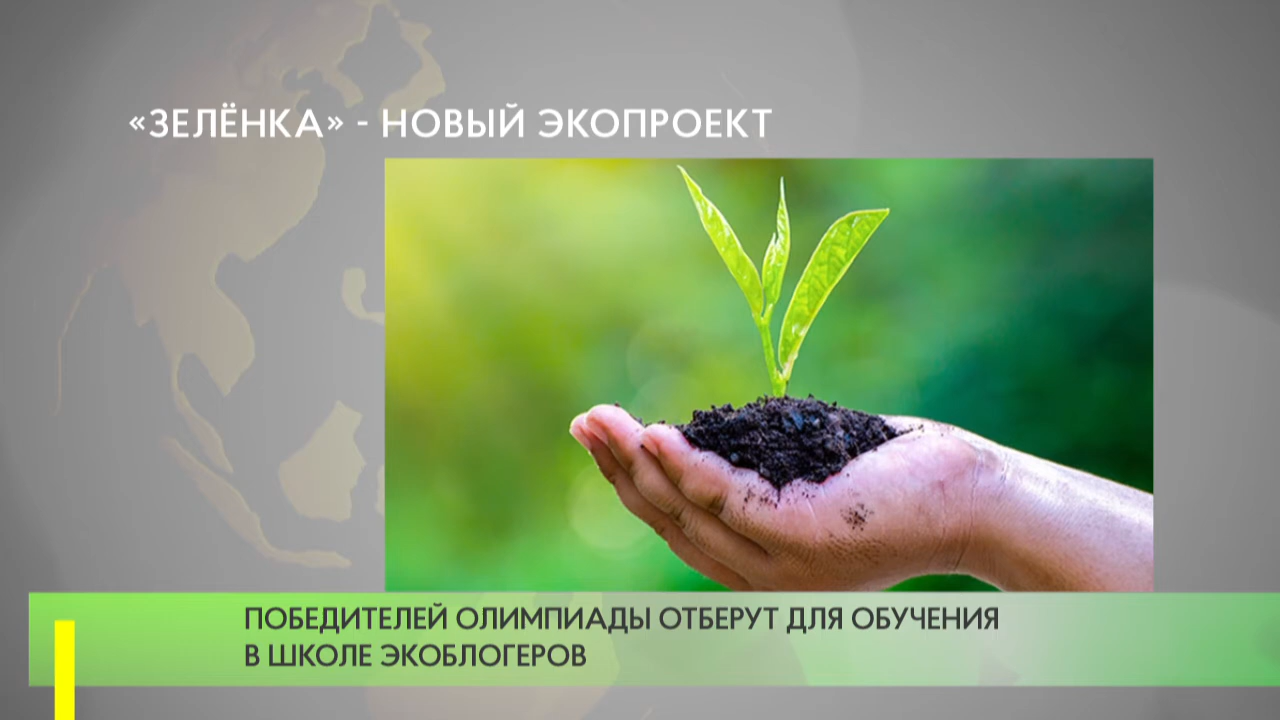 «ЗЕЛЁНКА» - НОВЫЙ ЭКОПРОЕКТ
ПОБЕДИТЕЛЕЙ ОЛИМПИАДЫ ОТБЕРУТ ДЛЯ ОБУЧЕНИЯ
В ШКОЛЕ ЭКОБЛОГЕРОВ